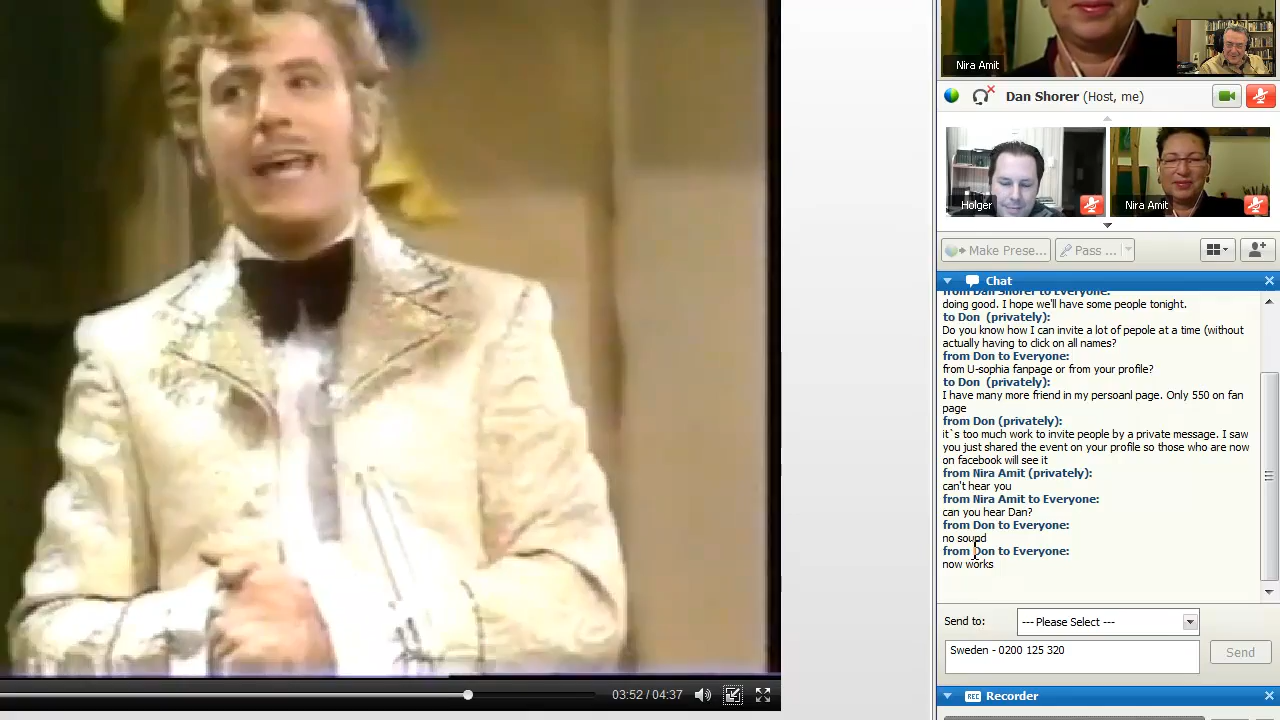 Nira Amit
Dan Shorer (Host, me)
Holger
Nira Amit
Make Prese...
Pass ...
Chat
from Dan Shorer to Everyone:
doing good. I hope we'll have some people tonight.
to Don (privately):
Do you know how I can invite a lot of pepole at a time (without
actually having to click on all names?
from Don to Everyone:
from U-sophia fanpage or from your profile?
to Don (privately):
I have many more friend in my persoanl page. Only 550 on fan
page
from Don (privately):
it`s too much work to invite people by a private message. I saw
you just shared the event on your profile so those who are now
on facebook will see it
from Nira Amit (privately):
can't hear you
from Nira Amit to Everyone:
can you hear Dan?
from Don to Everyone:
no sound
from Don to Everyone:
now works
Send to:
--- Please Select ---
Sweden - 0200 125 320
Send
03:52 / 04:37
REC
Recorder